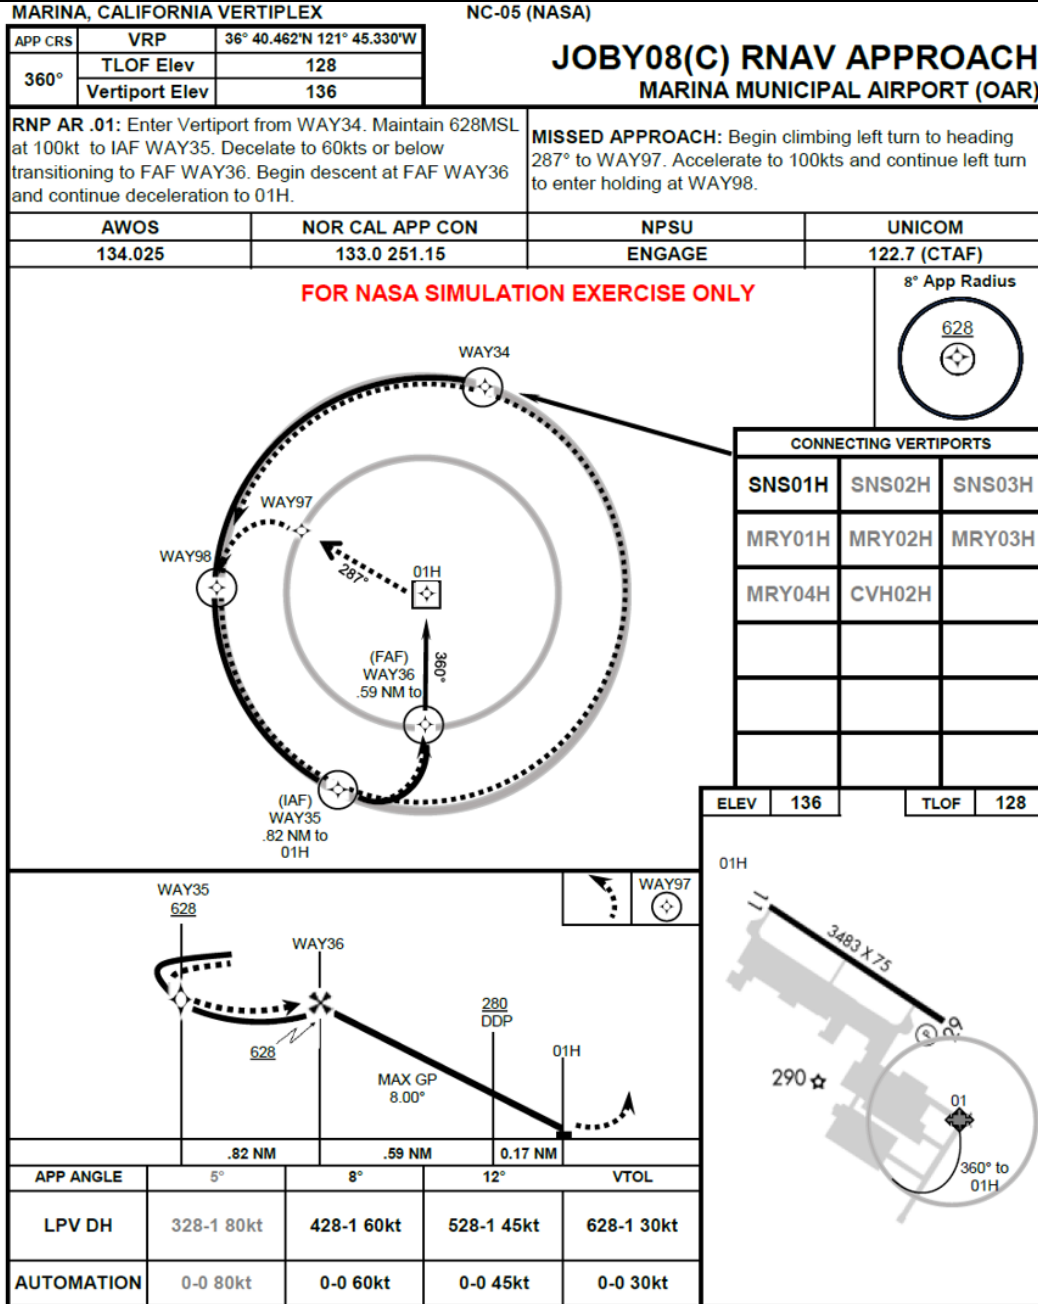 MARINA, CALIFORNIA VERTIPLEX
NC-05 (NASA)
APP CRS
360°
VRP
36° 40.462'N 121° 45.330'W
TLOF Elev
128
Vertiport Elev
136
JOBY08(C) RNAV APPROACH
MARINA MUNICIPAL AIRPORT (OAR)
RNP AR .01: Enter Vertiport from WAY34. Maintain 628MSL
at 100kt to IAF WAY35. Decelate to 60kts or below
transitioning to FAF WAY36. Begin descent at FAF WAY36
and continue deceleration to 01H.
MISSED APPROACH: Begin climbing left turn to heading
287° to WAY97. Accelerate to 100kts and continue left turn
to enter holding at WAY98.
AWOS
NOR CAL APP CON
NPSU
UNICOM
134.025
133.0 251.15
ENGAGE
122.7 (CTAF)
FOR NASA SIMULATION EXERCISE ONLY
8° App Radius
628
WAY34
WAY97
WAY98
287°
01H
(FAF)
WAY36
.59 NM to
360°
(IAF)
WAY35
.82 NM to
01H
CONNECTING VERTIPORTS
SNS01H SNS02H SNS03H
MRY01H MRY02H MRY03H
MRY04H CVH02H
ELEV 136
TLOF 128
01H
11
3483 X 75
29
290
01
360° to
01H
WAY35
628
WAY36
628
WAY97
280
DDP
01H
MAX GP
8.00°
.82 NM
.59 NM
0.17 NM
APP ANGLE 5° 8° 12° VTOL
LPV DH 328-1 80kt 428-1 60kt 528-1 45kt 628-1 30kt
AUTOMATION 0-0 80kt 0-0 60kt 0-0 45kt 0-0 30kt